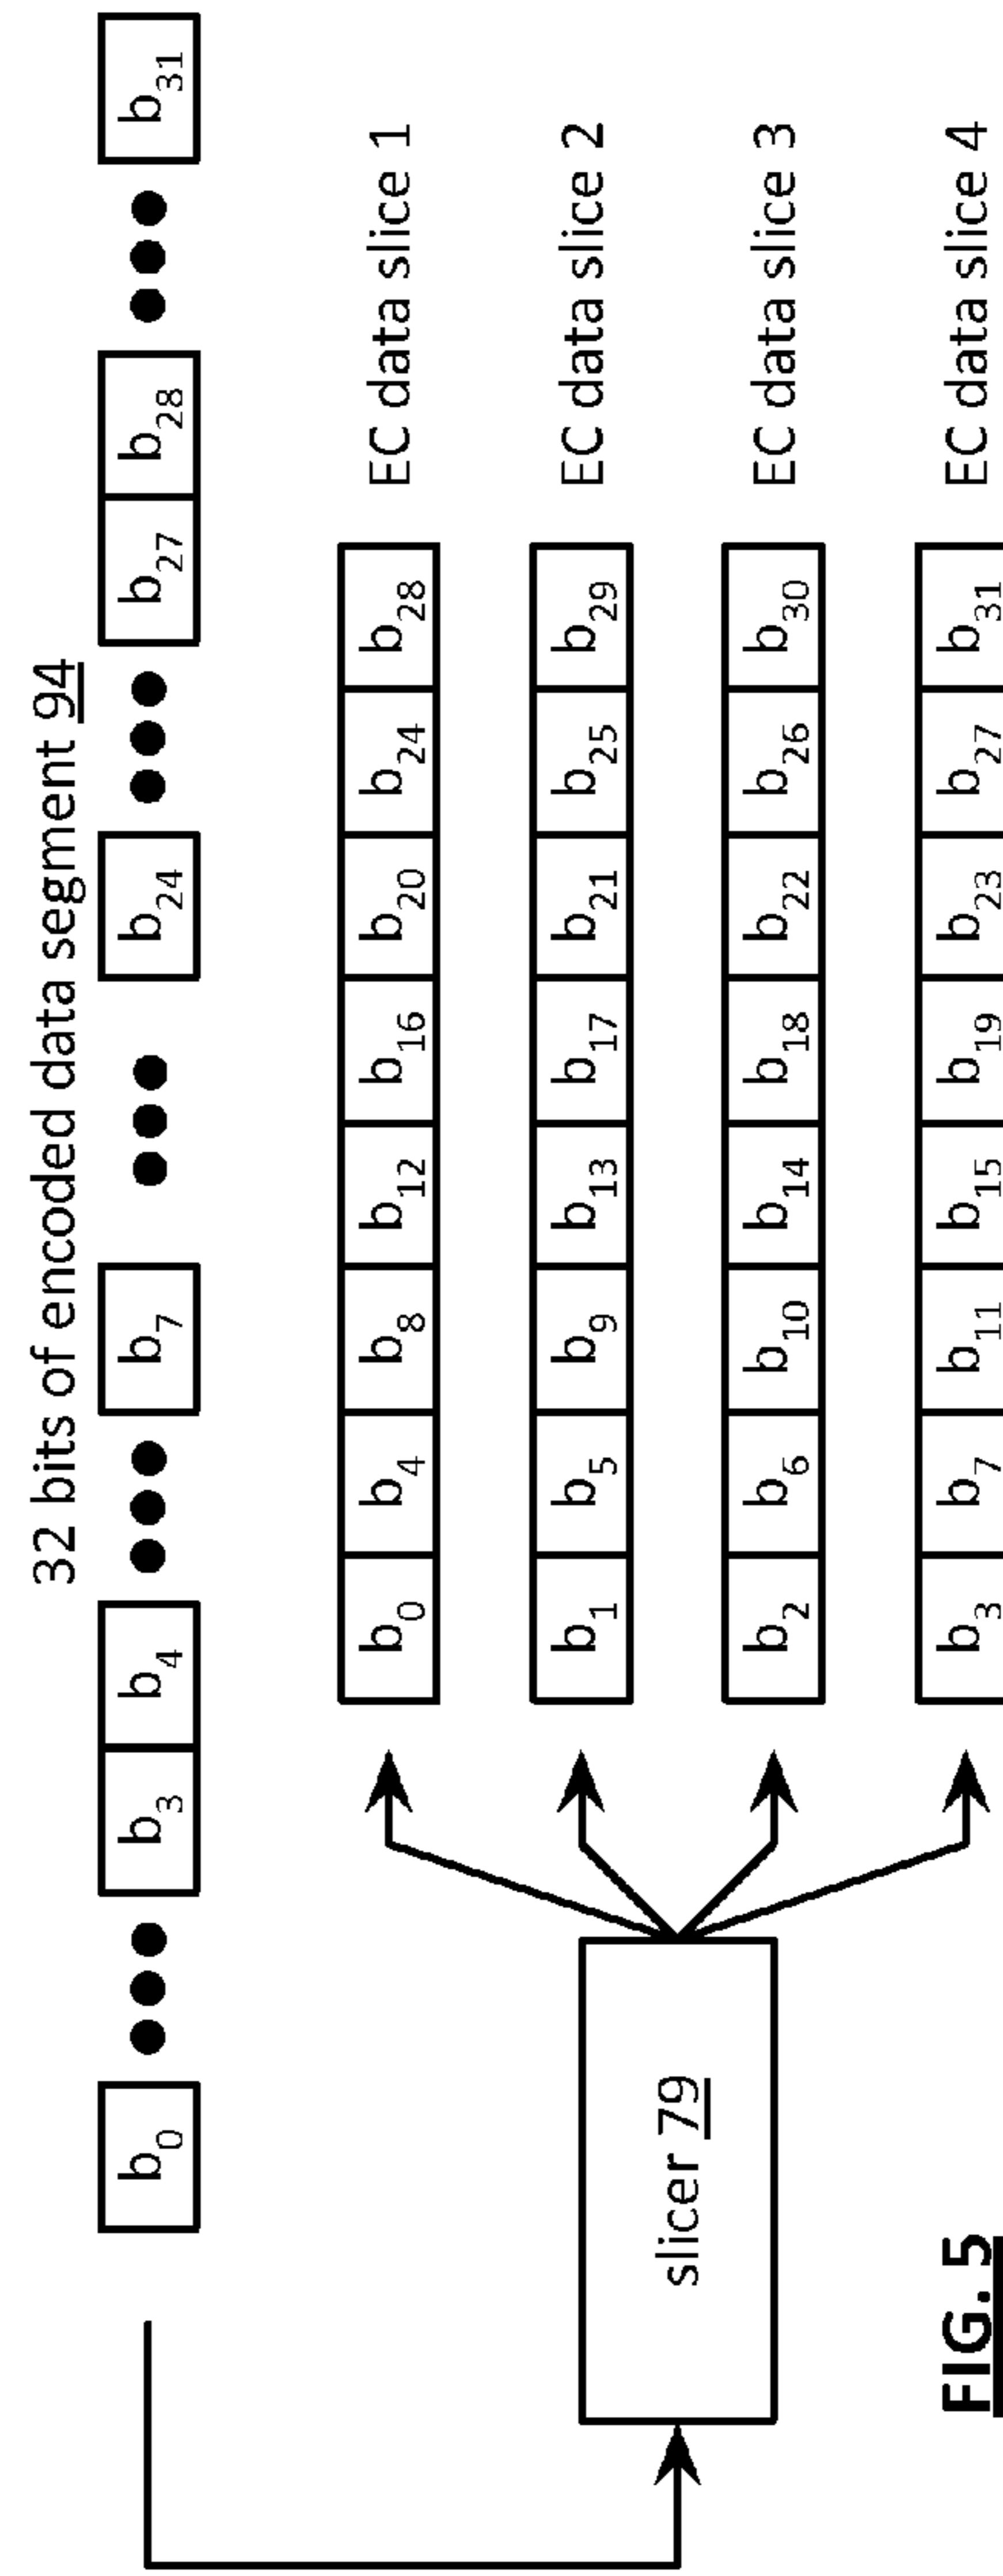 32 bits of encoded data segment 94
b0 ●●● b3 b4 ●●● b7 ●●● b24 ●●● b27 b28 ●●● b31
b0 b4 b8 b12 b16 b20 b24 b28 EC data slice 1
b1 b5 b9 b13 b17 b21 b25 b29 EC data slice 2
slicer 79
b2 b6 b10 b14 b18 b22 b26 b30 EC data slice 3
b3 b7 b11 b15 b19 b23 b27 b31 EC data slice 4
FIG. 5